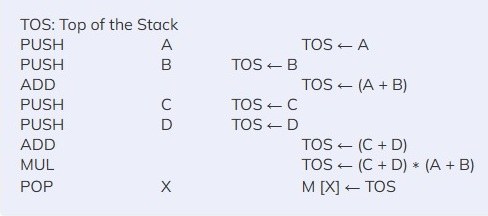 TOS: Top of the Stack
PUSH A TOS ← A
PUSH B TOS ← B
ADD TOS ← (A + B)
PUSH C TOS ← C
PUSH D TOS ← D
ADD TOS ← (C + D)
MUL TOS ← (C + D) * (A + B)
POP X M [X] ← TOS